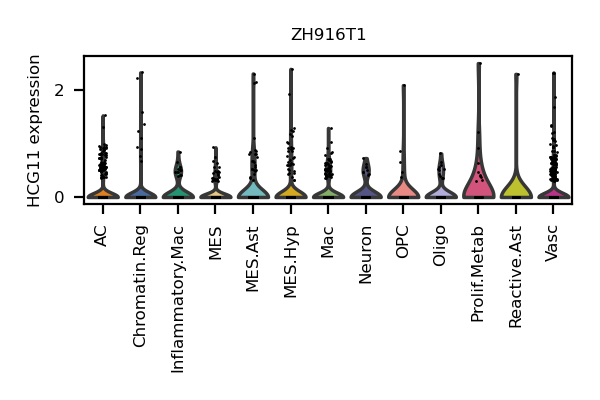 ZH916T1
HCG11 expression
2
0
AC
Chromatin.Reg
Inflammatory.Mac
MES
MES.Ast
MES.Hyp
Mac
Neuron
OPC
Oligo
Prolif.Metab
Reactive.Ast
Vasc